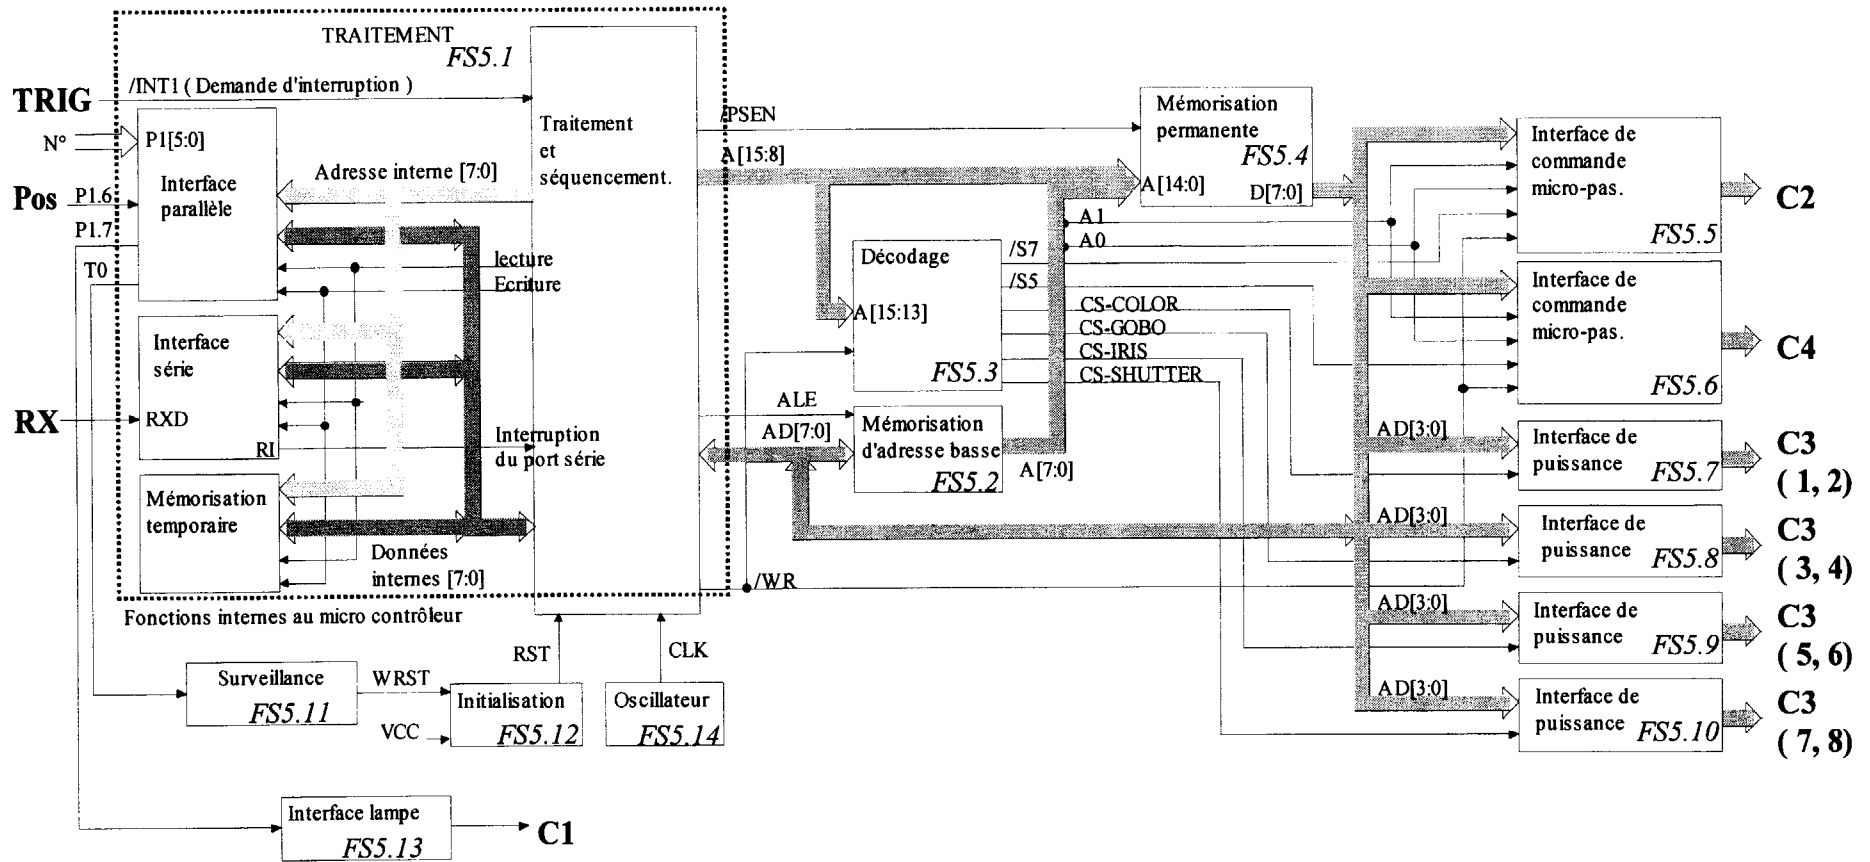 TRAITEMENT
FS5.1
/INT1 ( Demande d'interruption )
TRIG
N°
P1[5:0]
Interface
parallèle
Pos
P1.6
P1.7
T0
Adresse interne [7:0]
lecture
Ecriture
Traitement
et
séquencement.
Interface
série
RX
RXD
RI
Interruption
du port série
Mémorisation
temporaire
Données
internes [7:0]
Fonctions internes au micro contrôleur
/PSEN
A[15:8]
Mémorisation
permanente
FS5.4
A[14:0]
D[7:0]
A1
A0
Décodage
/S7
/S5
A[15:13]
CS-COLOR
CS-GOBO
CS-IRIS
CS-SHUTTER
FS5.3
ALE
AD[7:0]
Mémorisation
d'adresse basse
FS5.2
A[7:0]
/WR
Interface de
commande
micro-pas.
FS5.5
C2
Interface de
commande
micro-pas.
FS5.6
C4
AD[3:0]
Interface de
puissance
FS5.7
C3
( 1, 2)
AD[3:0]
Interface de
puissance
FS5.8
C3
( 3, 4)
AD[3:0]
Interface de
puissance
FS5.9
C3
( 5, 6)
AD[3:0]
Interface de
puissance
FS5.10
C3
( 7, 8)
RST
CLK
Surveillance
FS5.11
WRST
VCC
Initialisation
FS5.12
Oscillateur
FS5.14
Interface lampe
FS5.13
C1